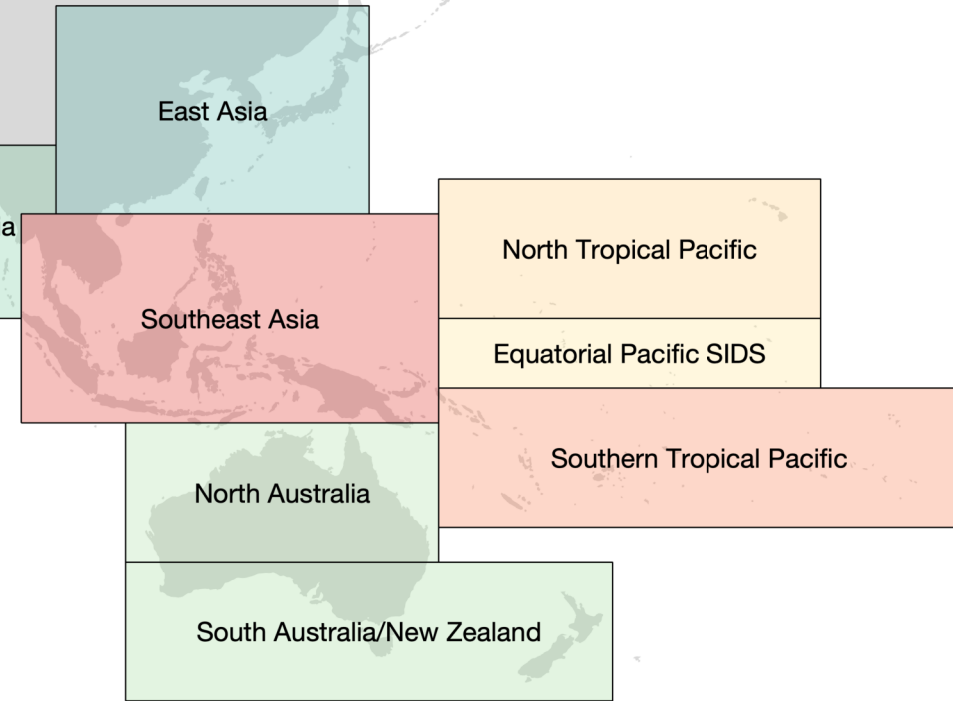 East Asia
a
North Tropical Pacific
Southeast Asia
Equatorial Pacific SIDS
Southern Tropical Pacific
North Australia
South Australia/New Zealand